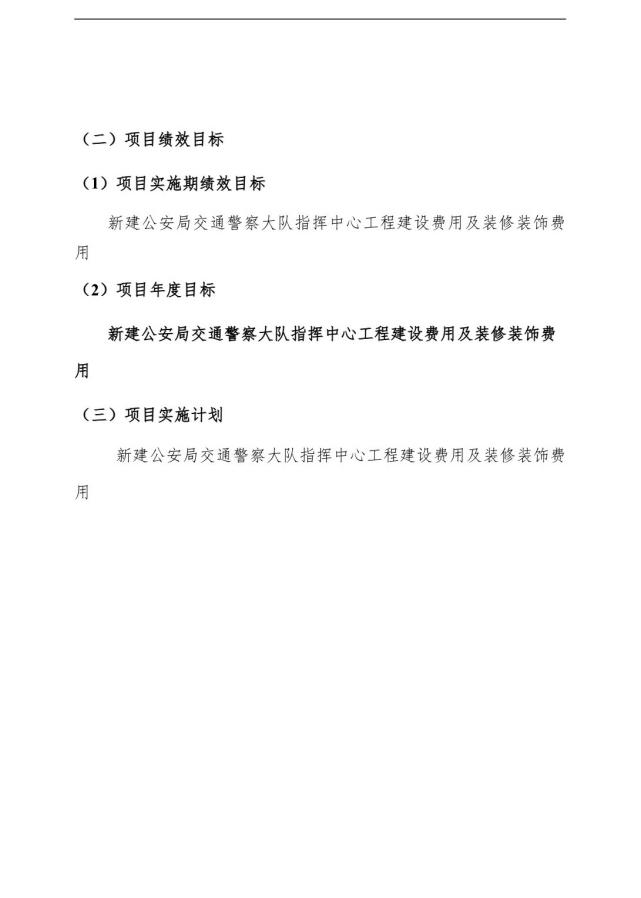 （二）项目绩效目标
（1）项目实施期绩效目标
新建公安局交通警察大队指挥中心工程建设费用及装修装饰费
用
（2）项目年度目标
新建公安局交通警察大队指挥中心工程建设费用及装修装饰费
用
（三）项目实施计划
新建公安局交通警察大队指挥中心工程建设费用及装修装饰费
用